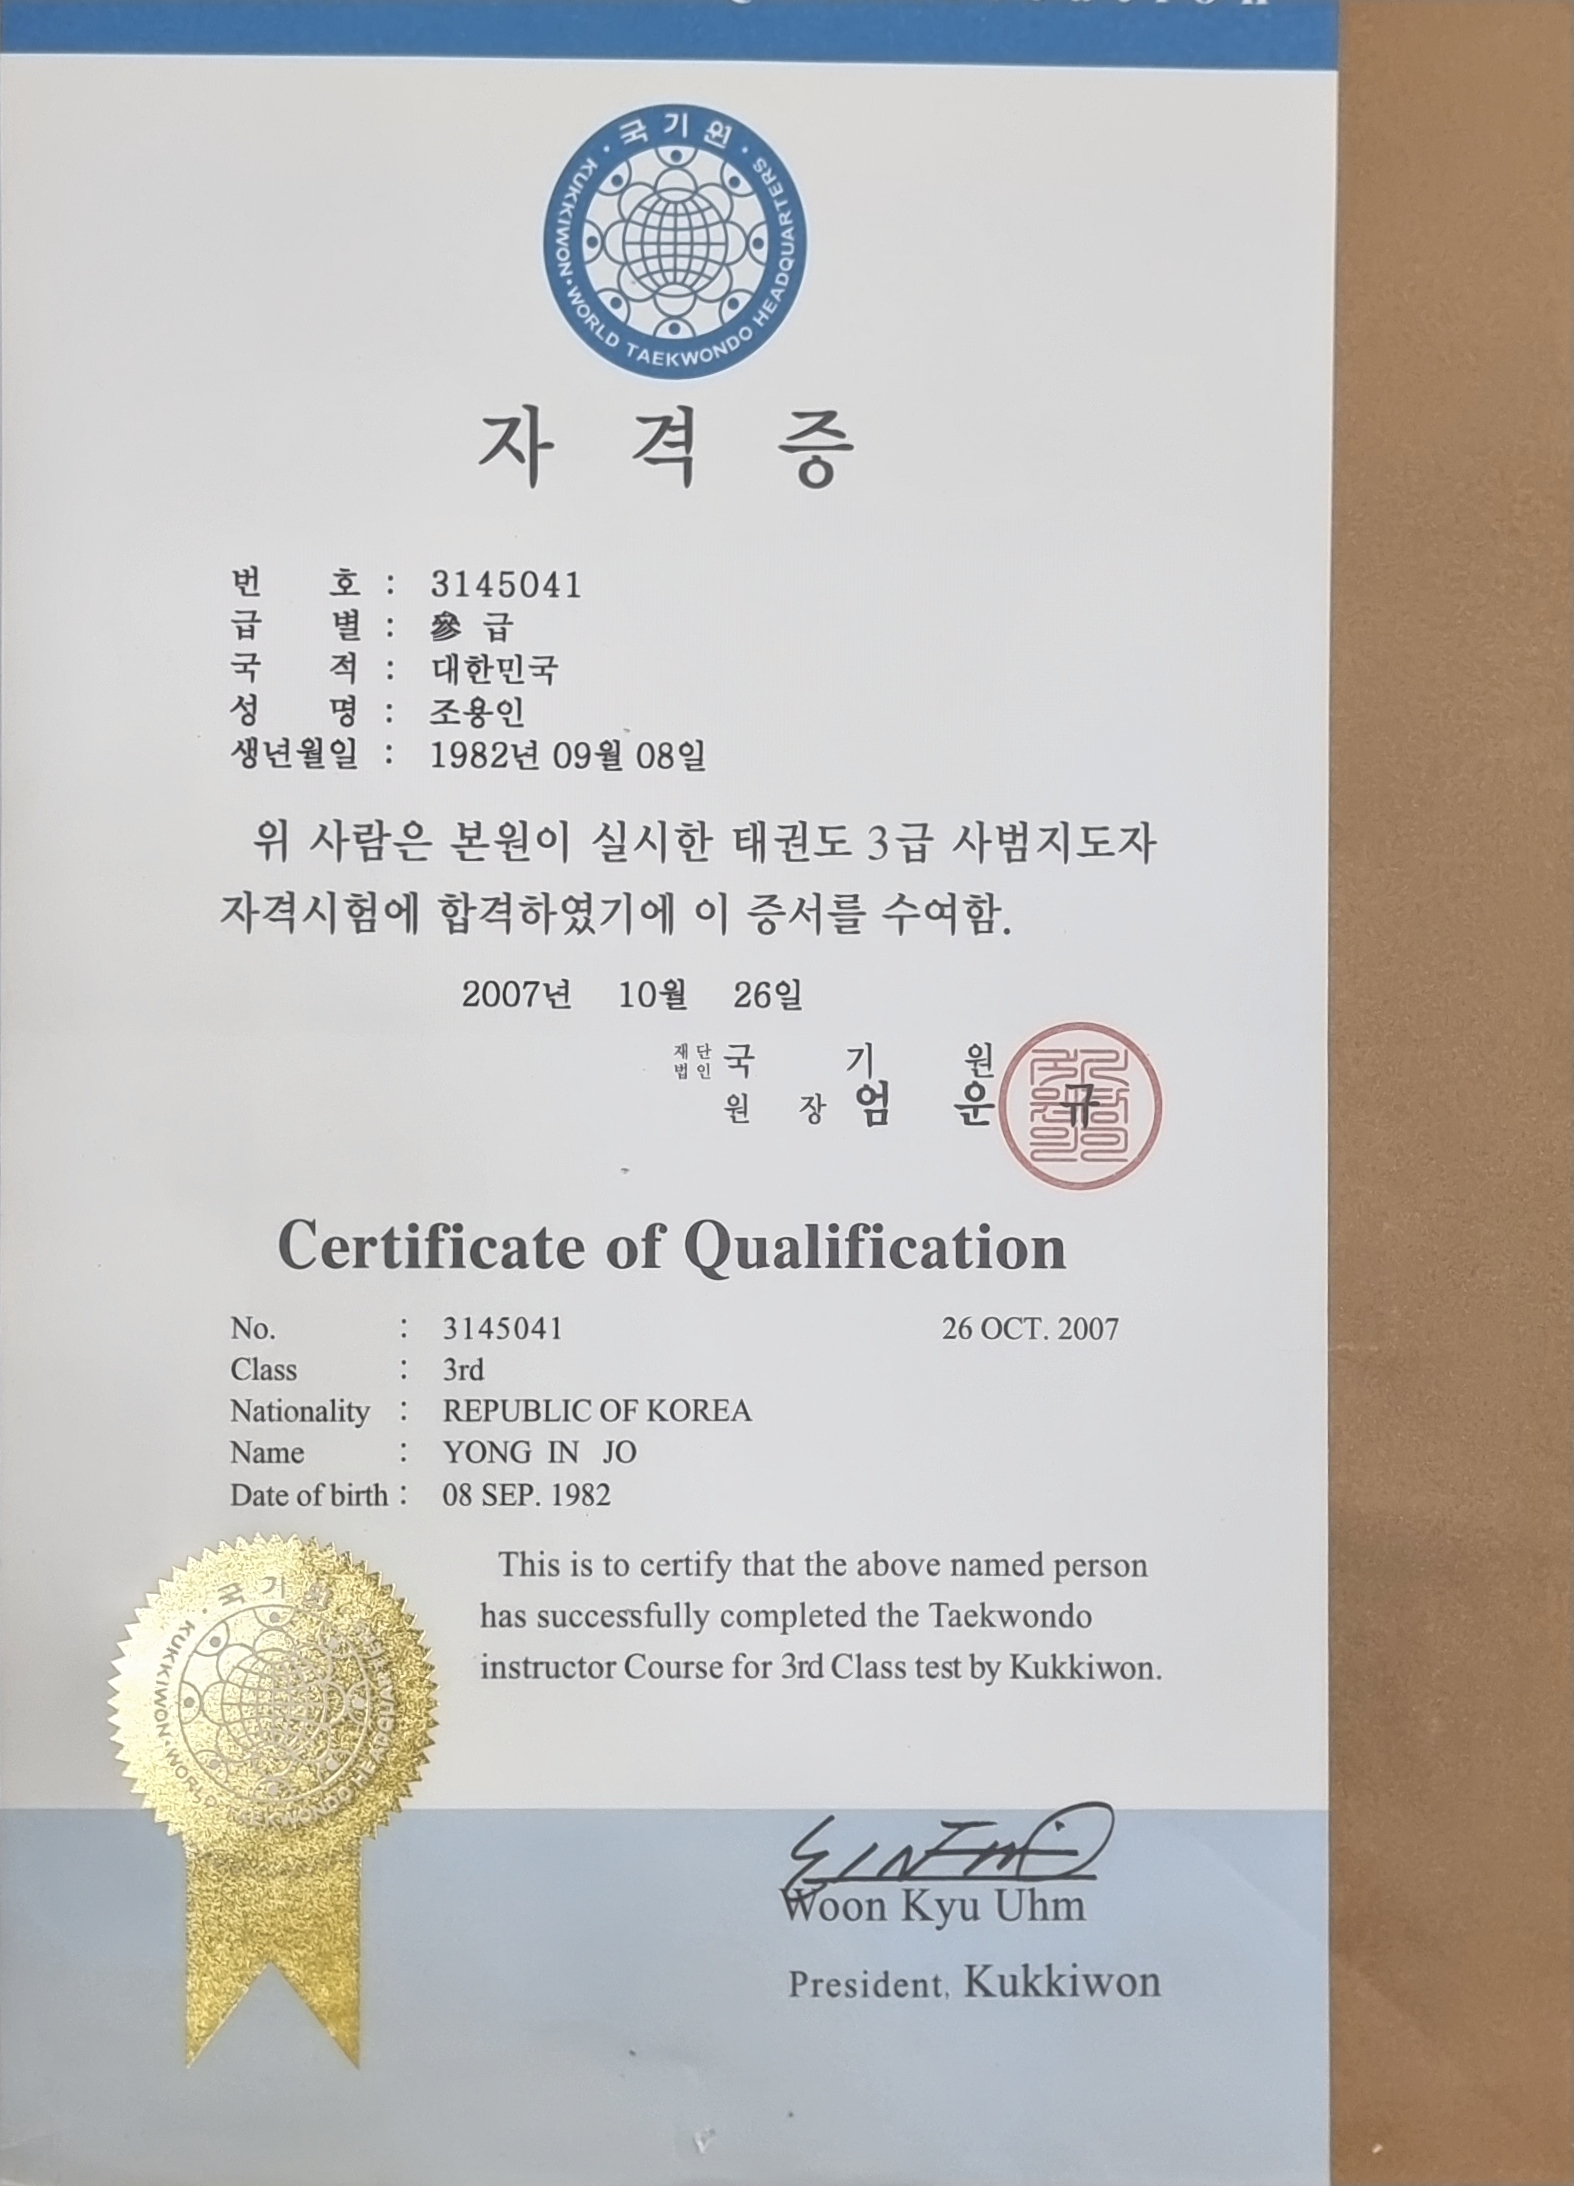 국기원
KUKKIWON · WORLD TAEKWONDO HEADQUARTERS
자 격 증
번 호 : 3145041
급 별 : 參 급
국 적 : 대한민국
성 명 : 조용인
생년월일 : 1982년 09월 08일
위 사람은 본원이 실시한 태권도 3급 사범지도자
자격시험에 합격하였기에 이 증서를 수여함.
2007년 10월 26일
재단법인 국 기 원
원 장 엄 운 규
Certificate of Qualification
No. : 3145041 26 OCT. 2007
Class : 3rd
Nationality : REPUBLIC OF KOREA
Name : YONG IN JO
Date of birth : 08 SEP. 1982
This is to certify that the above named person
has successfully completed the Taekwondo
instructor Course for 3rd Class test by Kukkiwon.
국기원
KUKKIWON · WORLD TAEKWONDO HEADQUARTERS
Woon Kyu Uhm
President, Kukkiwon